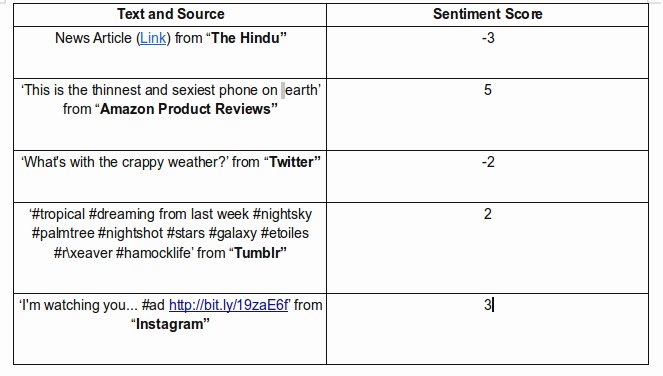 Text and Source Sentiment Score
News Article (Link) from “The Hindu” -3
‘This is the thinnest and sexiest phone on earth’ 5
from “Amazon Product Reviews”
‘What's with the crappy weather?’ from “Twitter” -2
‘#tropical #dreaming from last week #nightsky 2
#palmtree #nightshot #stars #galaxy #etoiles
#r\xeaver #hamocklife’ from “Tumblr”
‘I'm watching you... #ad http://bit.ly/19zaE6f’ from 3
“Instagram”